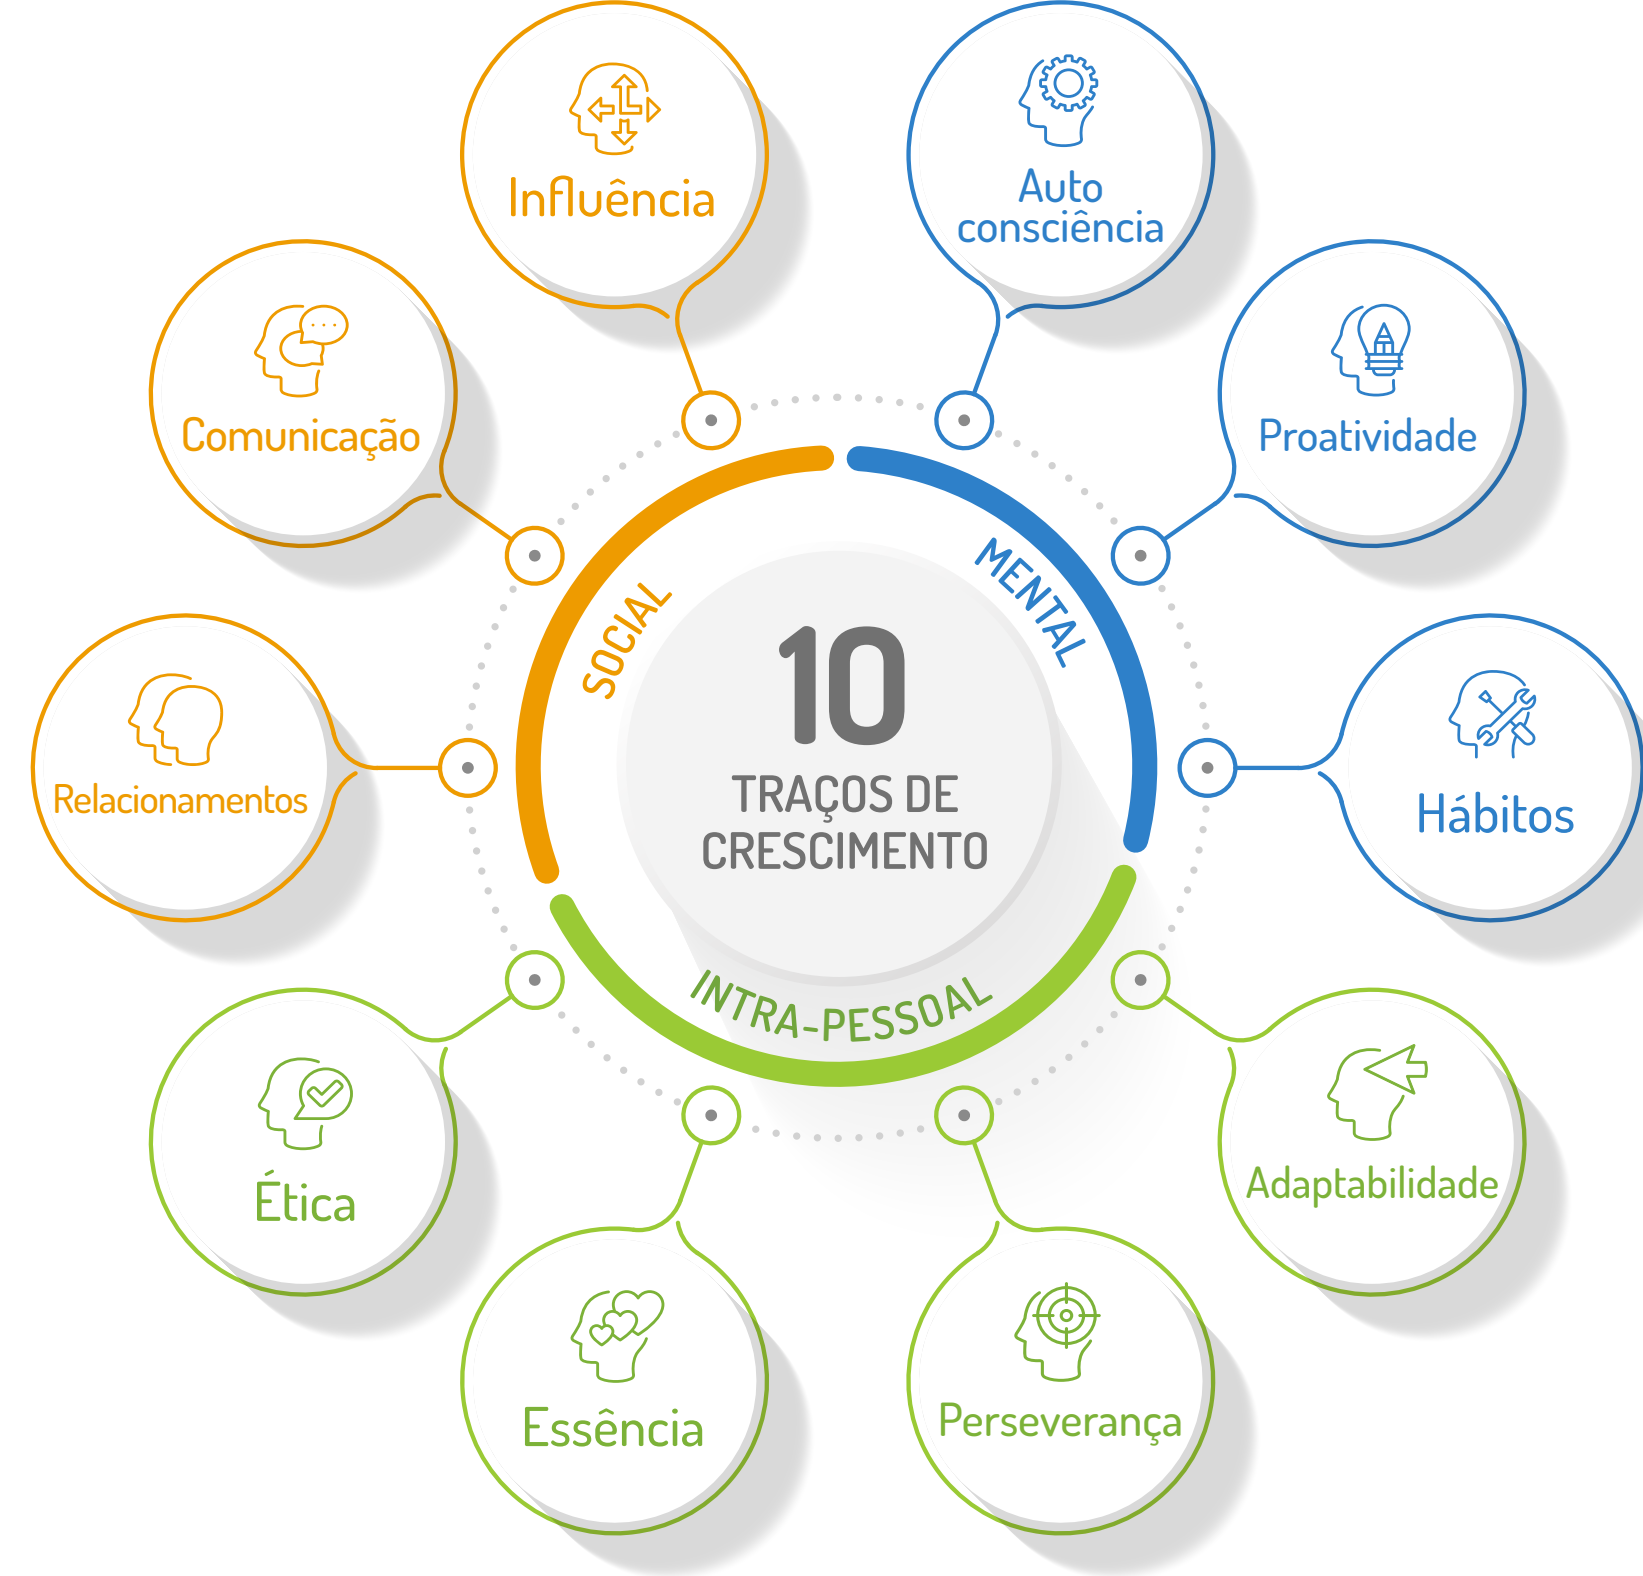 Influência
Auto
consciência
Comunicação
Proatividade
SOCIAL
MENTAL
10
TRAÇOS DE
CRESCIMENTO
Relacionamentos
Hábitos
INTRA-PESSOAL
Ética
Adaptabilidade
Essência
Perseverança